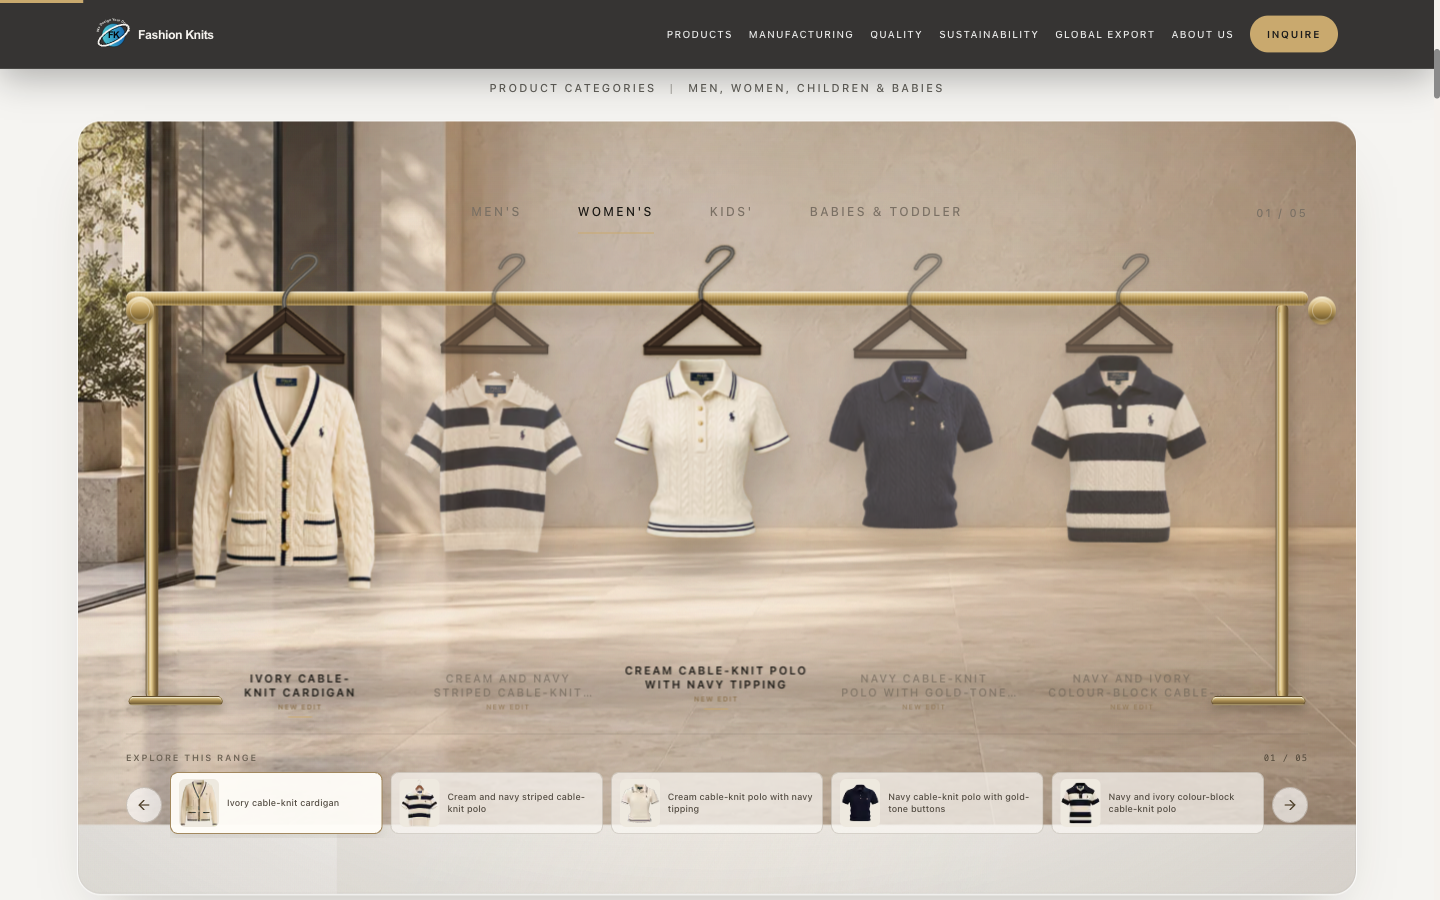 FK
Fashion Knits
PRODUCTS
MANUFACTURING
QUALITY
SUSTAINABILITY
GLOBAL EXPORT
ABOUT US
INQUIRE
PRODUCT CATEGORIES | MEN, WOMEN, CHILDREN & BABIES
MEN'S
WOMEN'S
KIDS'
BABIES & TODDLER
01 / 05
IVORY CABLE-
KNIT CARDIGAN
NEW EDIT
CREAM AND NAVY
STRIPED CABLE-KNIT…
NEW EDIT
CREAM CABLE-KNIT POLO
WITH NAVY TIPPING
NEW EDIT
NAVY CABLE-KNIT
POLO WITH GOLD-TONE…
NEW EDIT
NAVY AND IVORY
COLOUR-BLOCK CABLE-
NEW EDIT
EXPLORE THIS RANGE
01 / 05
Ivory cable-knit cardigan
Cream and navy striped cable-
knit polo
Cream cable-knit polo with navy
tipping
Navy cable-knit polo with gold-
tone buttons
Navy and ivory colour-block
cable-knit polo